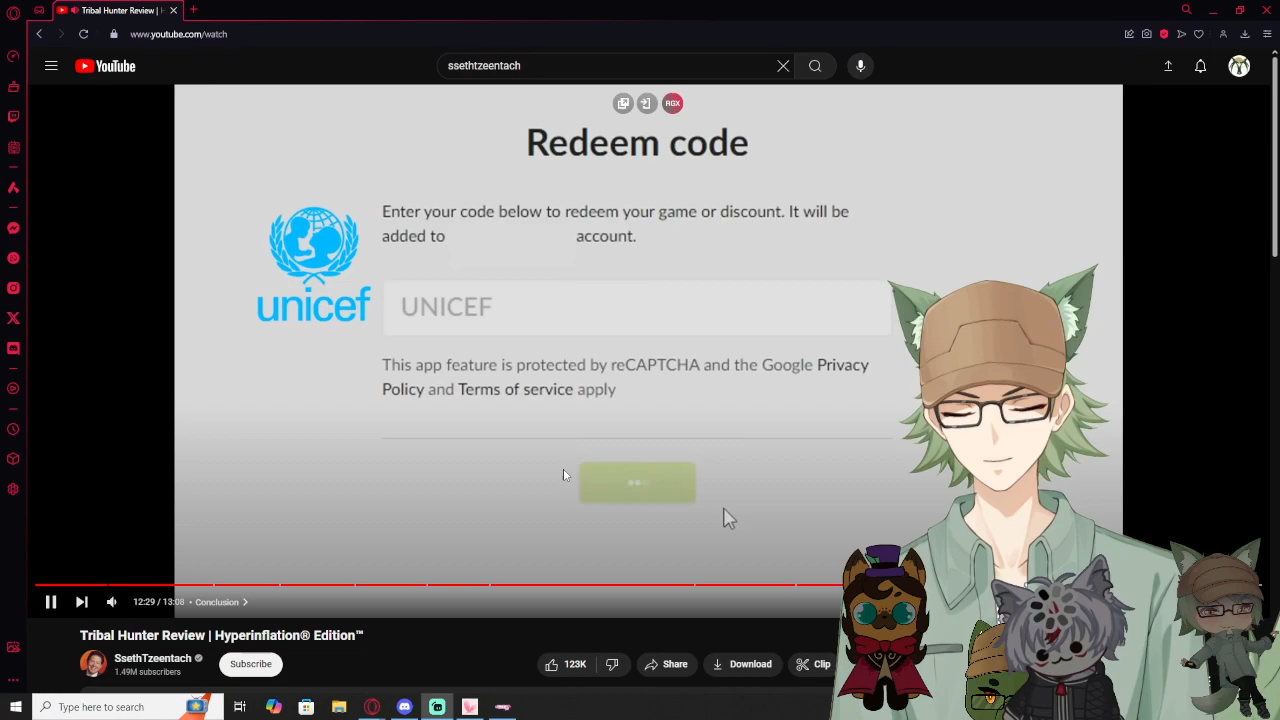 Tribal Hunter Review | H
www.youtube.com/watch
YouTube
ssethtzeentach
RGX
Redeem code
Enter your code below to redeem your game or discount. It will be
added to account.
unicef
UNICEF
This app feature is protected by reCAPTCHA and the Google Privacy
Policy and Terms of service apply
12:29 / 13:08 • Conclusion
Tribal Hunter Review | Hyperinflation® Edition™
SsethTzeentach
1.49M subscribers
Subscribe
123K
Share
Download
Clip
Type here to search